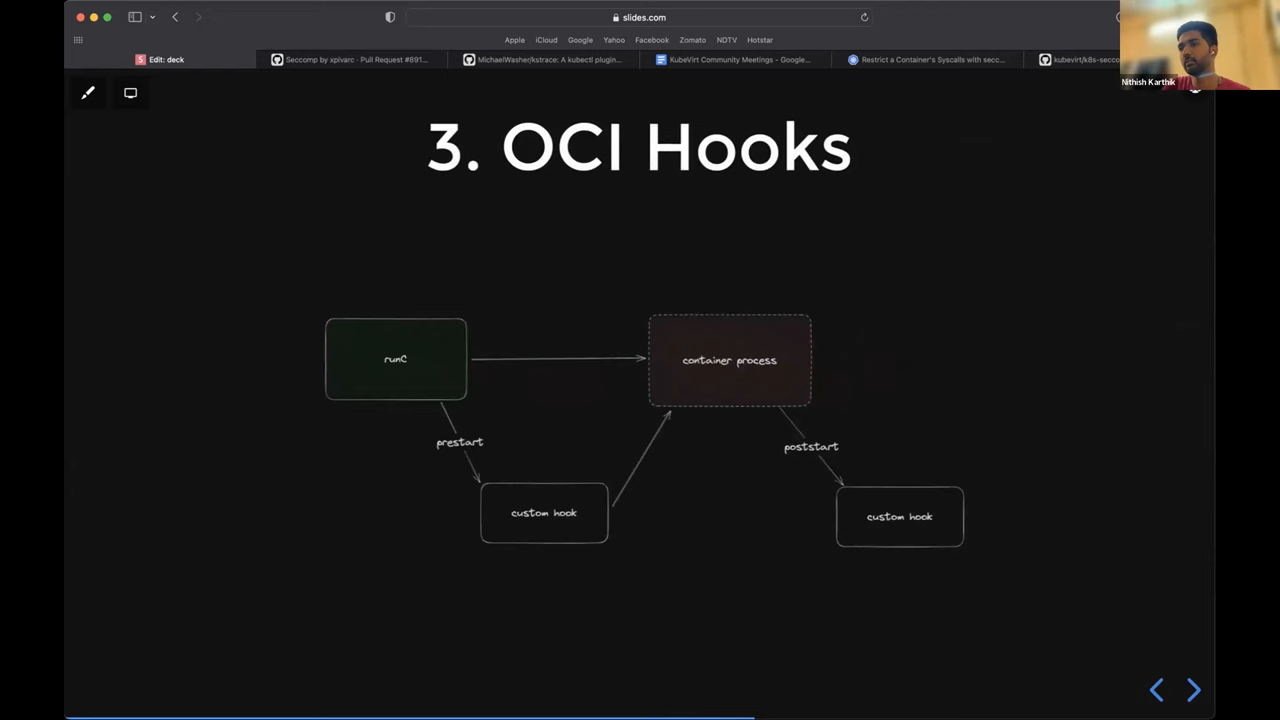 slides.com
Apple iCloud Google Yahoo Facebook Zomato NDTV Hotstar
S Edit: deck
Seccomp by xpivarc · Pull Request #891...
MichaelWasher/kstrace: A kubectl plugin...
KubeVirt Community Meetings - Google...
Restrict a Container's Syscalls with secc...
kubevirt/k8s-secco
Nithish Karthik
3. OCI Hooks
runC
container process
prestart
poststart
custom hook
custom hook